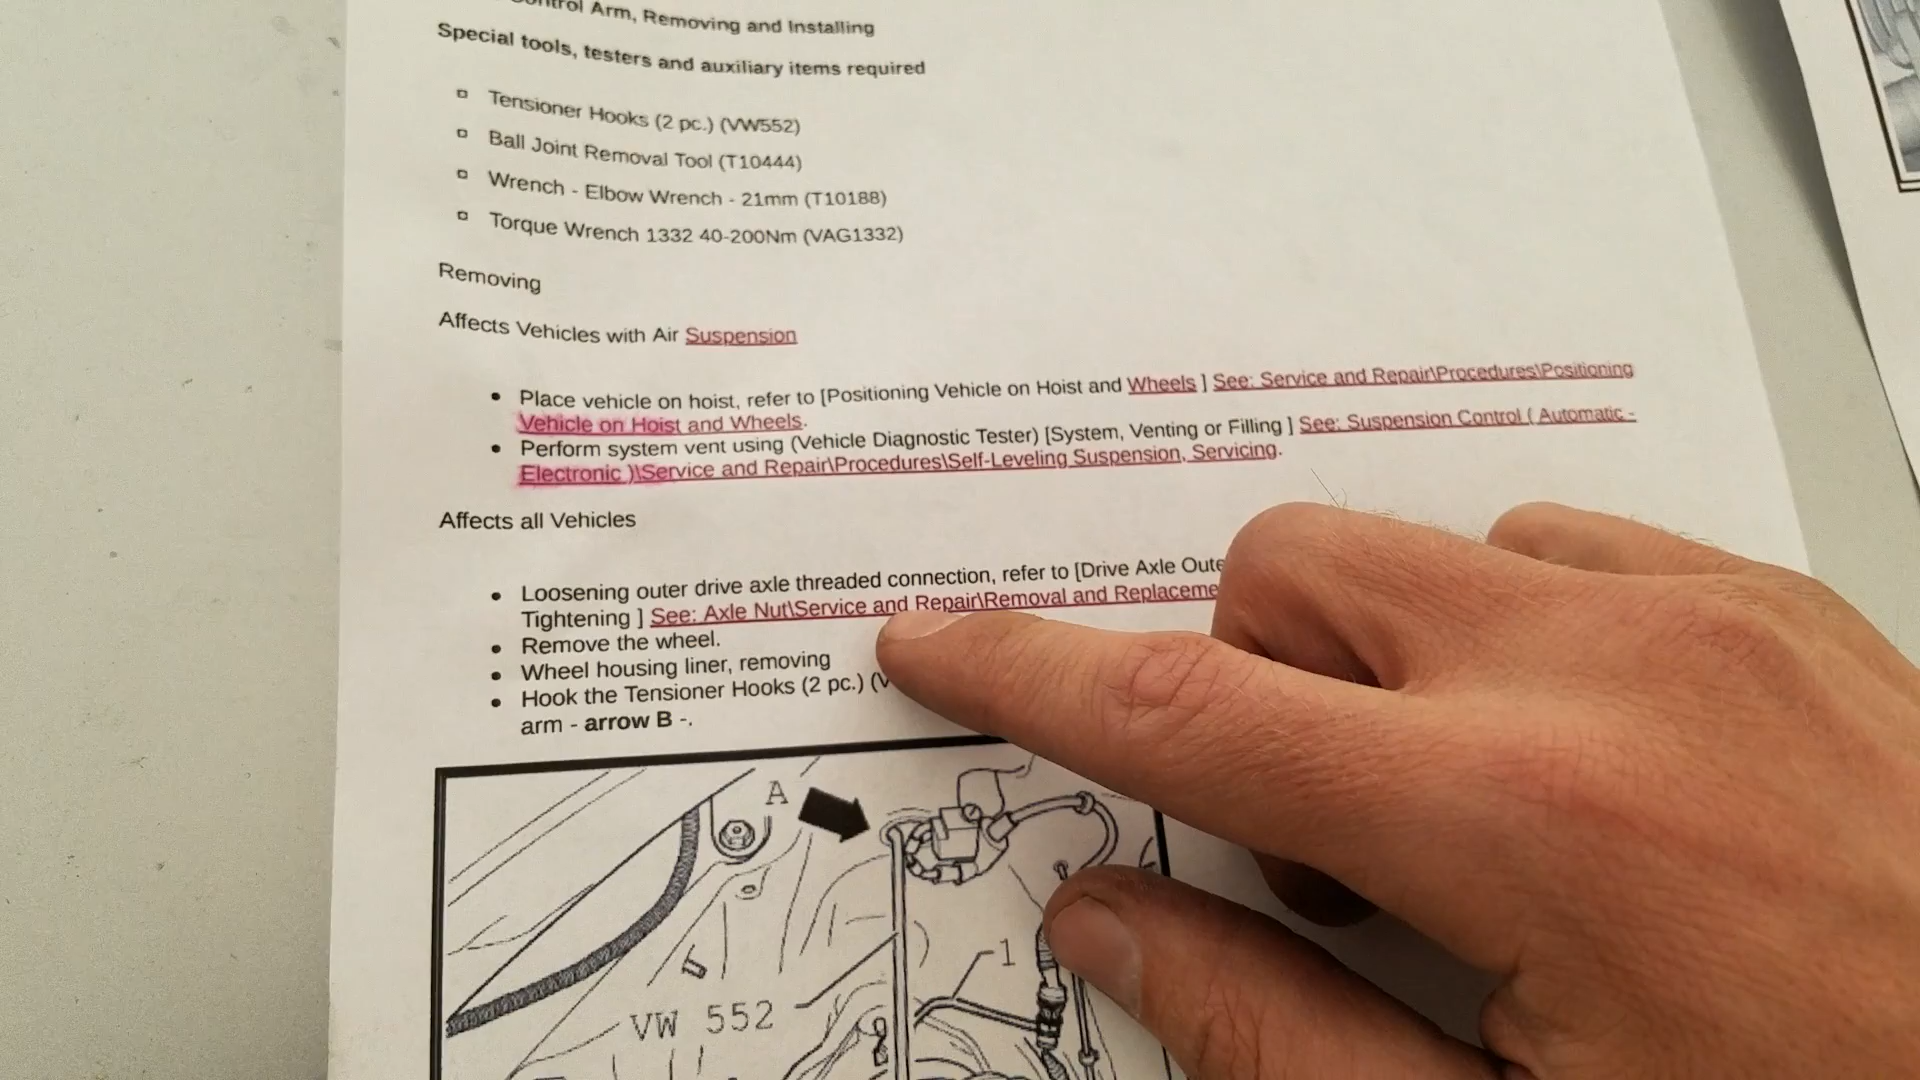 Arm, Removing and Installing
Special tools, testers and auxiliary items required
Tensioner Hooks (2 pc.) (VW552)
Ball Joint Removal Tool (T10444)
Wrench - Elbow Wrench - 21mm (T10188)
Torque Wrench 1332 40-200Nm (VAG1332)
Removing
Affects Vehicles with Air Suspension
Place vehicle on hoist, refer to [Positioning Vehicle on Hoist and Wheels ] See: Service and Repair\Procedures\Positioning
Vehicle on Hoist and Wheels.
Perform system vent using (Vehicle Diagnostic Tester) [System, Venting or Filling ] See: Suspension Control ( Automatic -
Electronic )\Service and Repair\Procedures\Self-Leveling Suspension, Servicing.
Affects all Vehicles
Loosening outer drive axle threaded connection, refer to [Drive Axle
Tightening ] See: Axle Nut\Service and Repair\Removal and
Remove the wheel.
Wheel housing liner, removing
Hook the Tensioner Hooks (2 pc.)
arm - arrow B -.
A
1
VW 552